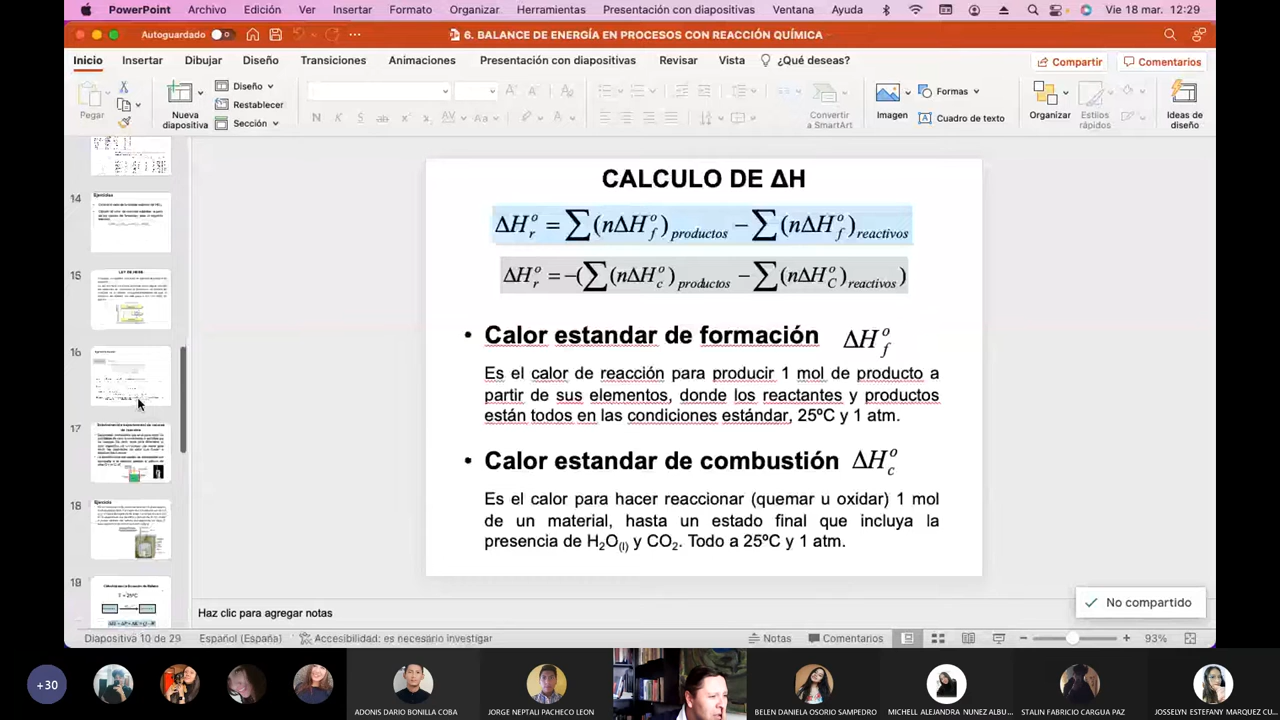 PowerPoint Archivo Edición Ver Insertar Formato Organizar Herramientas Presentación con diapositivas Ventana Ayuda Vie 18 mar. 12:29
Autoguardado
6. BALANCE DE ENERGÍA EN PROCESOS CON REACCIÓN QUÍMICA
Inicio Insertar Dibujar Diseño Transiciones Animaciones Presentación con diapositivas Revisar Vista ¿Qué deseas? Compartir Comentarios
Pegar
Nueva diapositiva
Diseño
Restablecer
Sección
Convertir a SmartArt
Imagen
Formas
Cuadro de texto
Organizar
Estilos rápidos
Ideas de diseño
14
Ejercicios
15
LEY DE HESS
16
17
18
Ejercicio
19
T = 25ºC
CALCULO DE ΔH
ΔH°r = ∑(nΔH°f) productos − ∑(nΔH°f) reactivos
ΔH°c = −(∑(nΔH°c) productos − ∑(nΔH°C) reactivos)
• Calor estandar de formación ΔH°f
Es el calor de reacción para producir 1 mol de producto a
partir de sus elementos, donde los reactantes y productos
están todos en las condiciones estándar, 25ºC y 1 atm.
• Calor estandar de combustión ΔH°c
Es el calor para hacer reaccionar (quemar u oxidar) 1 mol
de un material, hasta un estado final que incluya la
presencia de H2O(l) y CO2. Todo a 25ºC y 1 atm.
No compartido
Haz clic para agregar notas
Diapositiva 10 de 29 Español (España) Accesibilidad: es necesario investigar Notas Comentarios 93%
+30
ADONIS DARIO BONILLA COBA
JORGE NEPTALI PACHECO LEON
BELEN DANIELA OSORIO SAMPEDRO
MICHELL ALEJANDRA NUNEZ ALBU...
STALIN FABRICIO CARGUA PAZ
JOSSELYN ESTEFANY MARQUEZ CU...